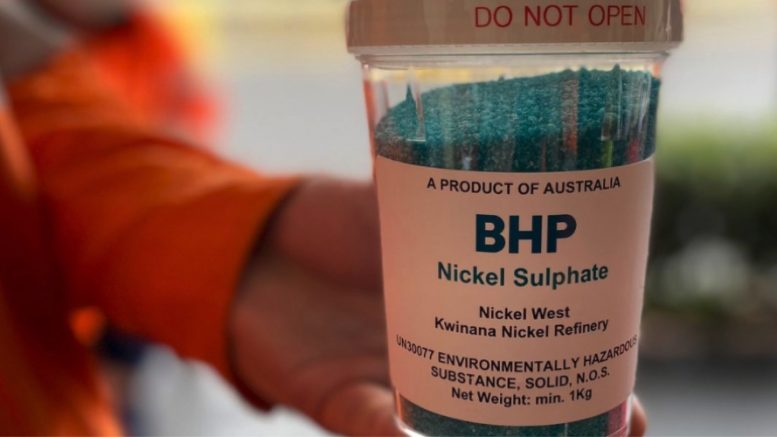 DO NOT OPEN
A PRODUCT OF AUSTRALIA
BHP
Nickel Sulphate
Nickel West
Kwinana Nickel Refinery
UN30077 ENVIRONMENTALLY HAZARDOUS
SUBSTANCE, SOLID, N.O.S.
Net Weight: min. 1Kg